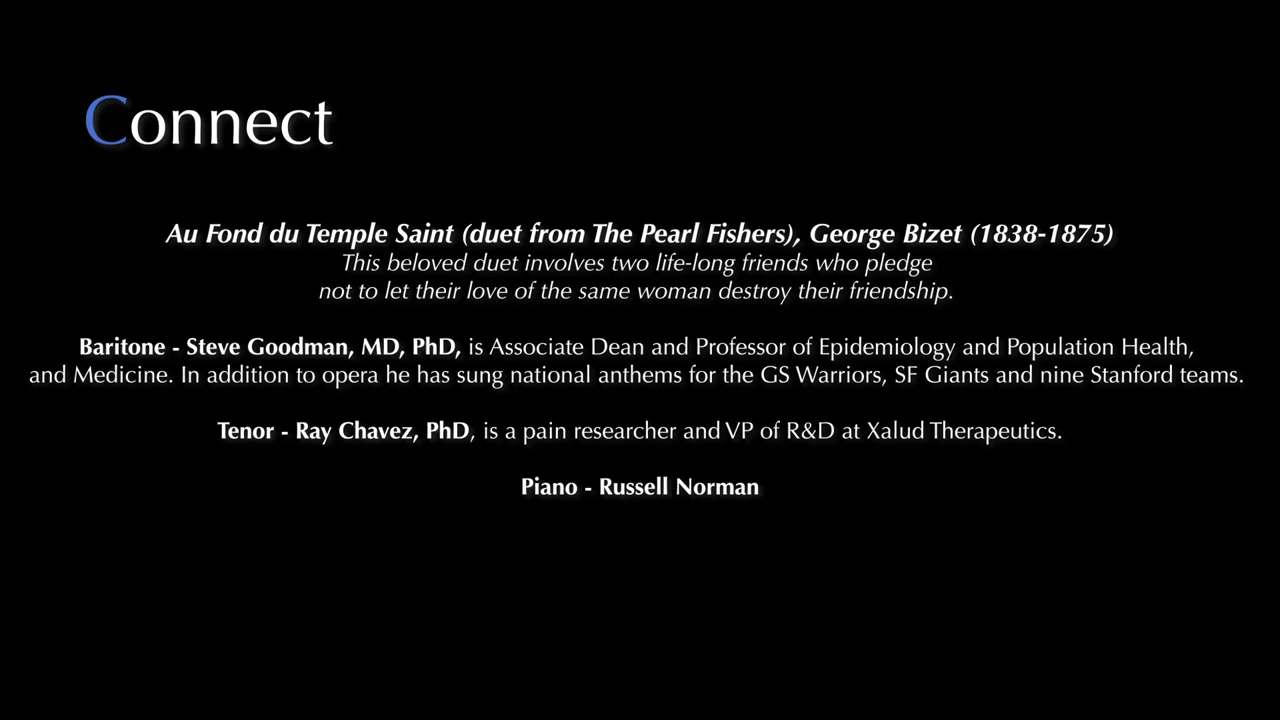 Connect
Au Fond du Temple Saint (duet from The Pearl Fishers), George Bizet (1838-1875)
This beloved duet involves two life-long friends who pledge
not to let their love of the same woman destroy their friendship.
Baritone - Steve Goodman, MD, PhD, is Associate Dean and Professor of Epidemiology and Population Health,
and Medicine. In addition to opera he has sung national anthems for the GS Warriors, SF Giants and nine Stanford teams.
Tenor - Ray Chavez, PhD, is a pain researcher and VP of R&D at Xalud Therapeutics.
Piano - Russell Norman